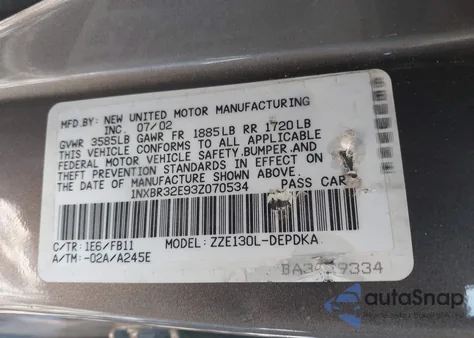 MFD.BY: NEW UNITED MOTOR MANUFACTURING
INC. 07/02
GVWR 3585LB GAWR FR 1885LB RR 1720LB
THIS VEHICLE CONFORMS TO ALL APPLICABLE
FEDERAL MOTOR VEHICLE SAFETY, BUMPER, AND
THEFT PREVENTION STANDARDS IN EFFECT ON
THE DATE OF MANUFACTURE SHOWN ABOVE.
1NXBR32E93Z070534 PASS CAR
C/TR: 1E6/FB11 MODEL: ZZE130L-DEPDKA
A/TM: -02A/A245E
autoSnap